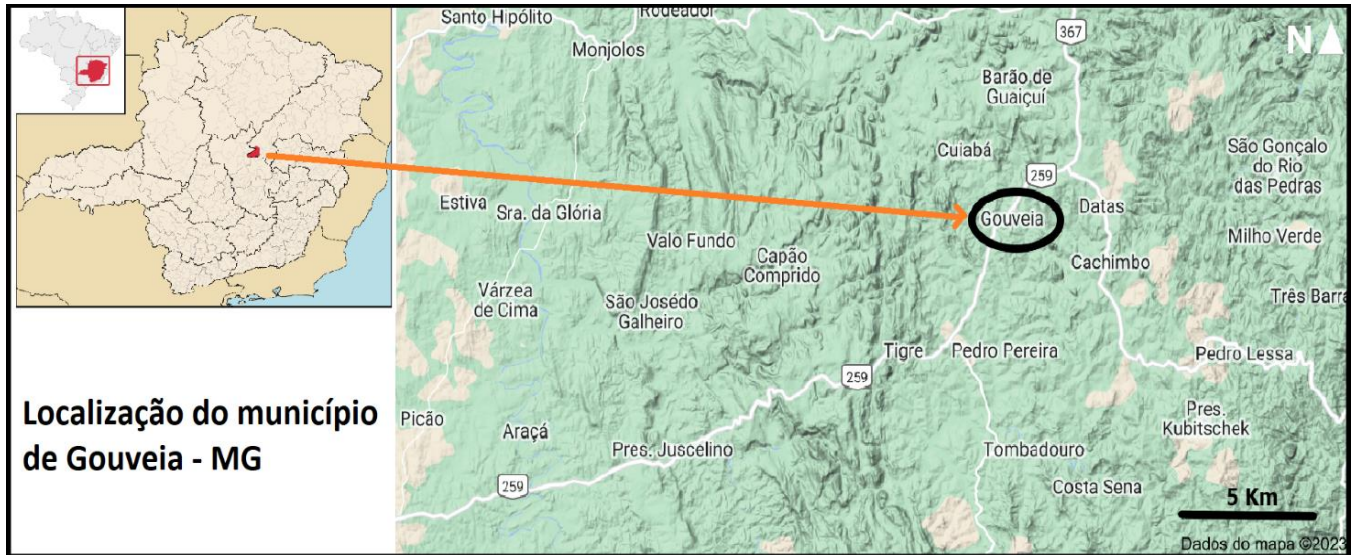 Santo Hipólito
Rodeador
Monjolos
367
N
Barão de
Guaiçuí
Cuiabá
São Gonçalo
do Rio
das Pedras
259
Estiva
Sra. da Glória
Gouveia
Datas
Valo Fundo
Milho Verde
Capão
Comprido
Cachimbo
Várzea
de Cima
São Josédo
Galheiro
Três Barra
Tigre
Pedro Pereira
Pedro Lessa
259
Localização do município
de Gouveia - MG
Picão
Araçá
Pres.
Kubitschek
Pres. Juscelino
Tombadouro
259
Costa Sena
5 Km
Dados do mapa ©2023